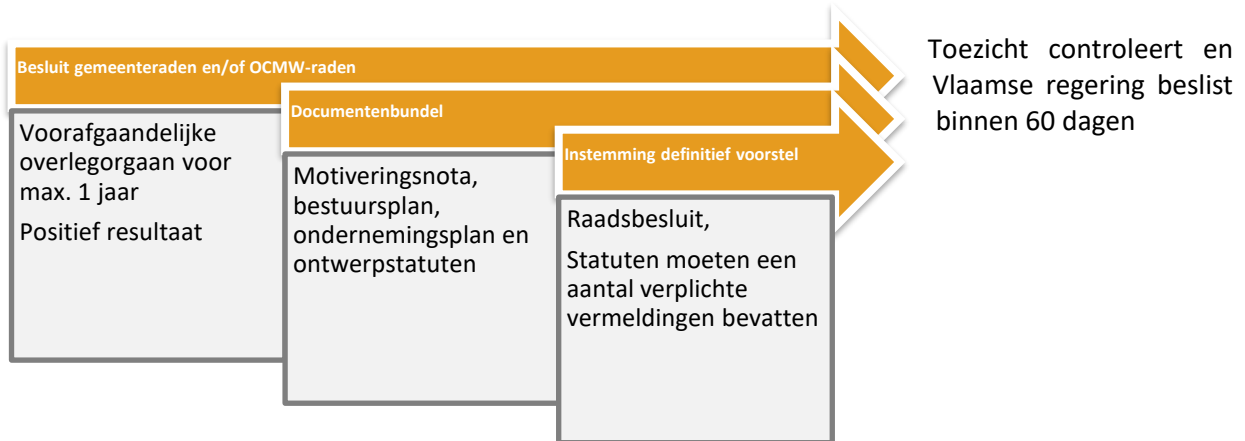 Besluit gemeenteraden en/of OCMW-raden
Voorafgaandelijke
overlegorgaan voor
max. 1 jaar
Positief resultaat
Documentenbundel
Motiveringsnota,
bestuursplan,
ondernemingsplan en
ontwerpstatuten
Instemming definitief voorstel
Raadsbesluit,
Statuten moeten een
aantal verplichte
vermeldingen bevatten
Toezicht controleert en
Vlaamse regering beslist
binnen 60 dagen